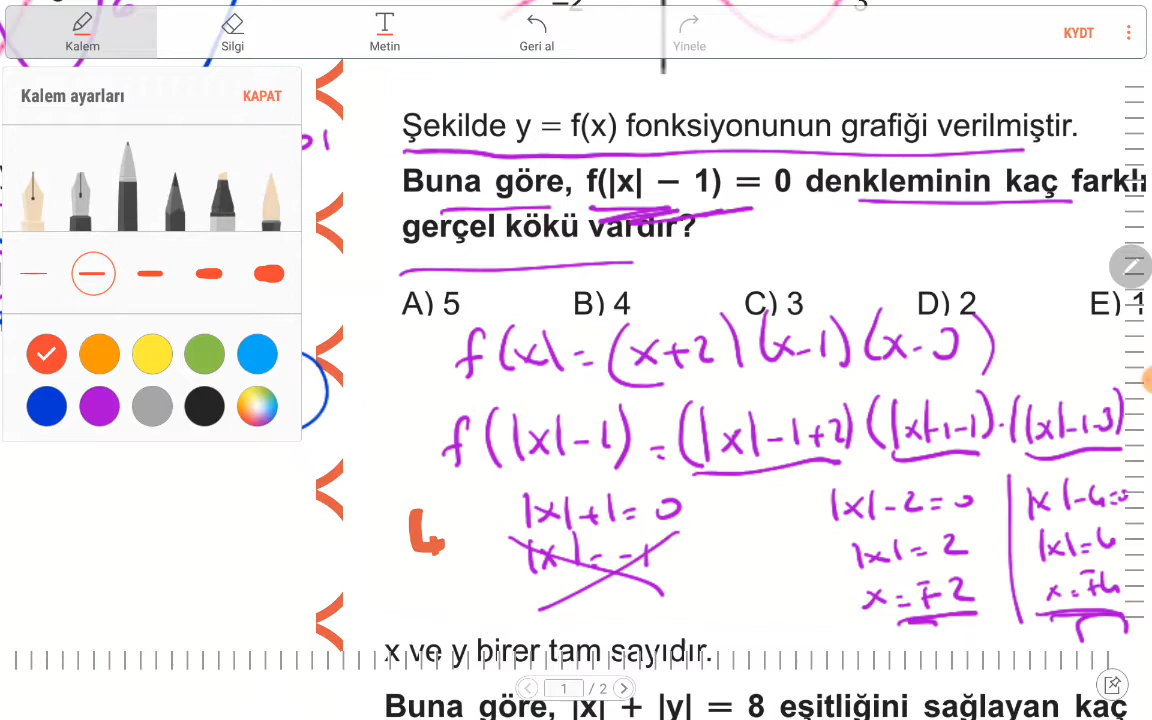 -2
3
Kalem
Silgi
Metin
Geri al
Yinele
KYDT
Kalem ayarları
KAPAT
Şekilde y = f(x) fonksiyonunun grafiği verilmiştir.
Buna göre, f(|x| − 1) = 0 denkleminin kaç farklı
gerçel kökü vardır?
A) 5 B) 4 C) 3 D) 2 E) 1
f(x) = (x+2)(x-1)(x-3)
f(|x|-1) = (|x|-1+2)(|x|-1-1)·(|x|-1-3)
|x|+1=0 |x|-2=0 |x|-4=0
|x|=-1 |x|=2 |x|=4
x=∓2 x=∓4
4
x ve y birer tam sayıdır.
1 / 2
Buna göre, |x| + |y| = 8 eşitliğini sağlayan kaç